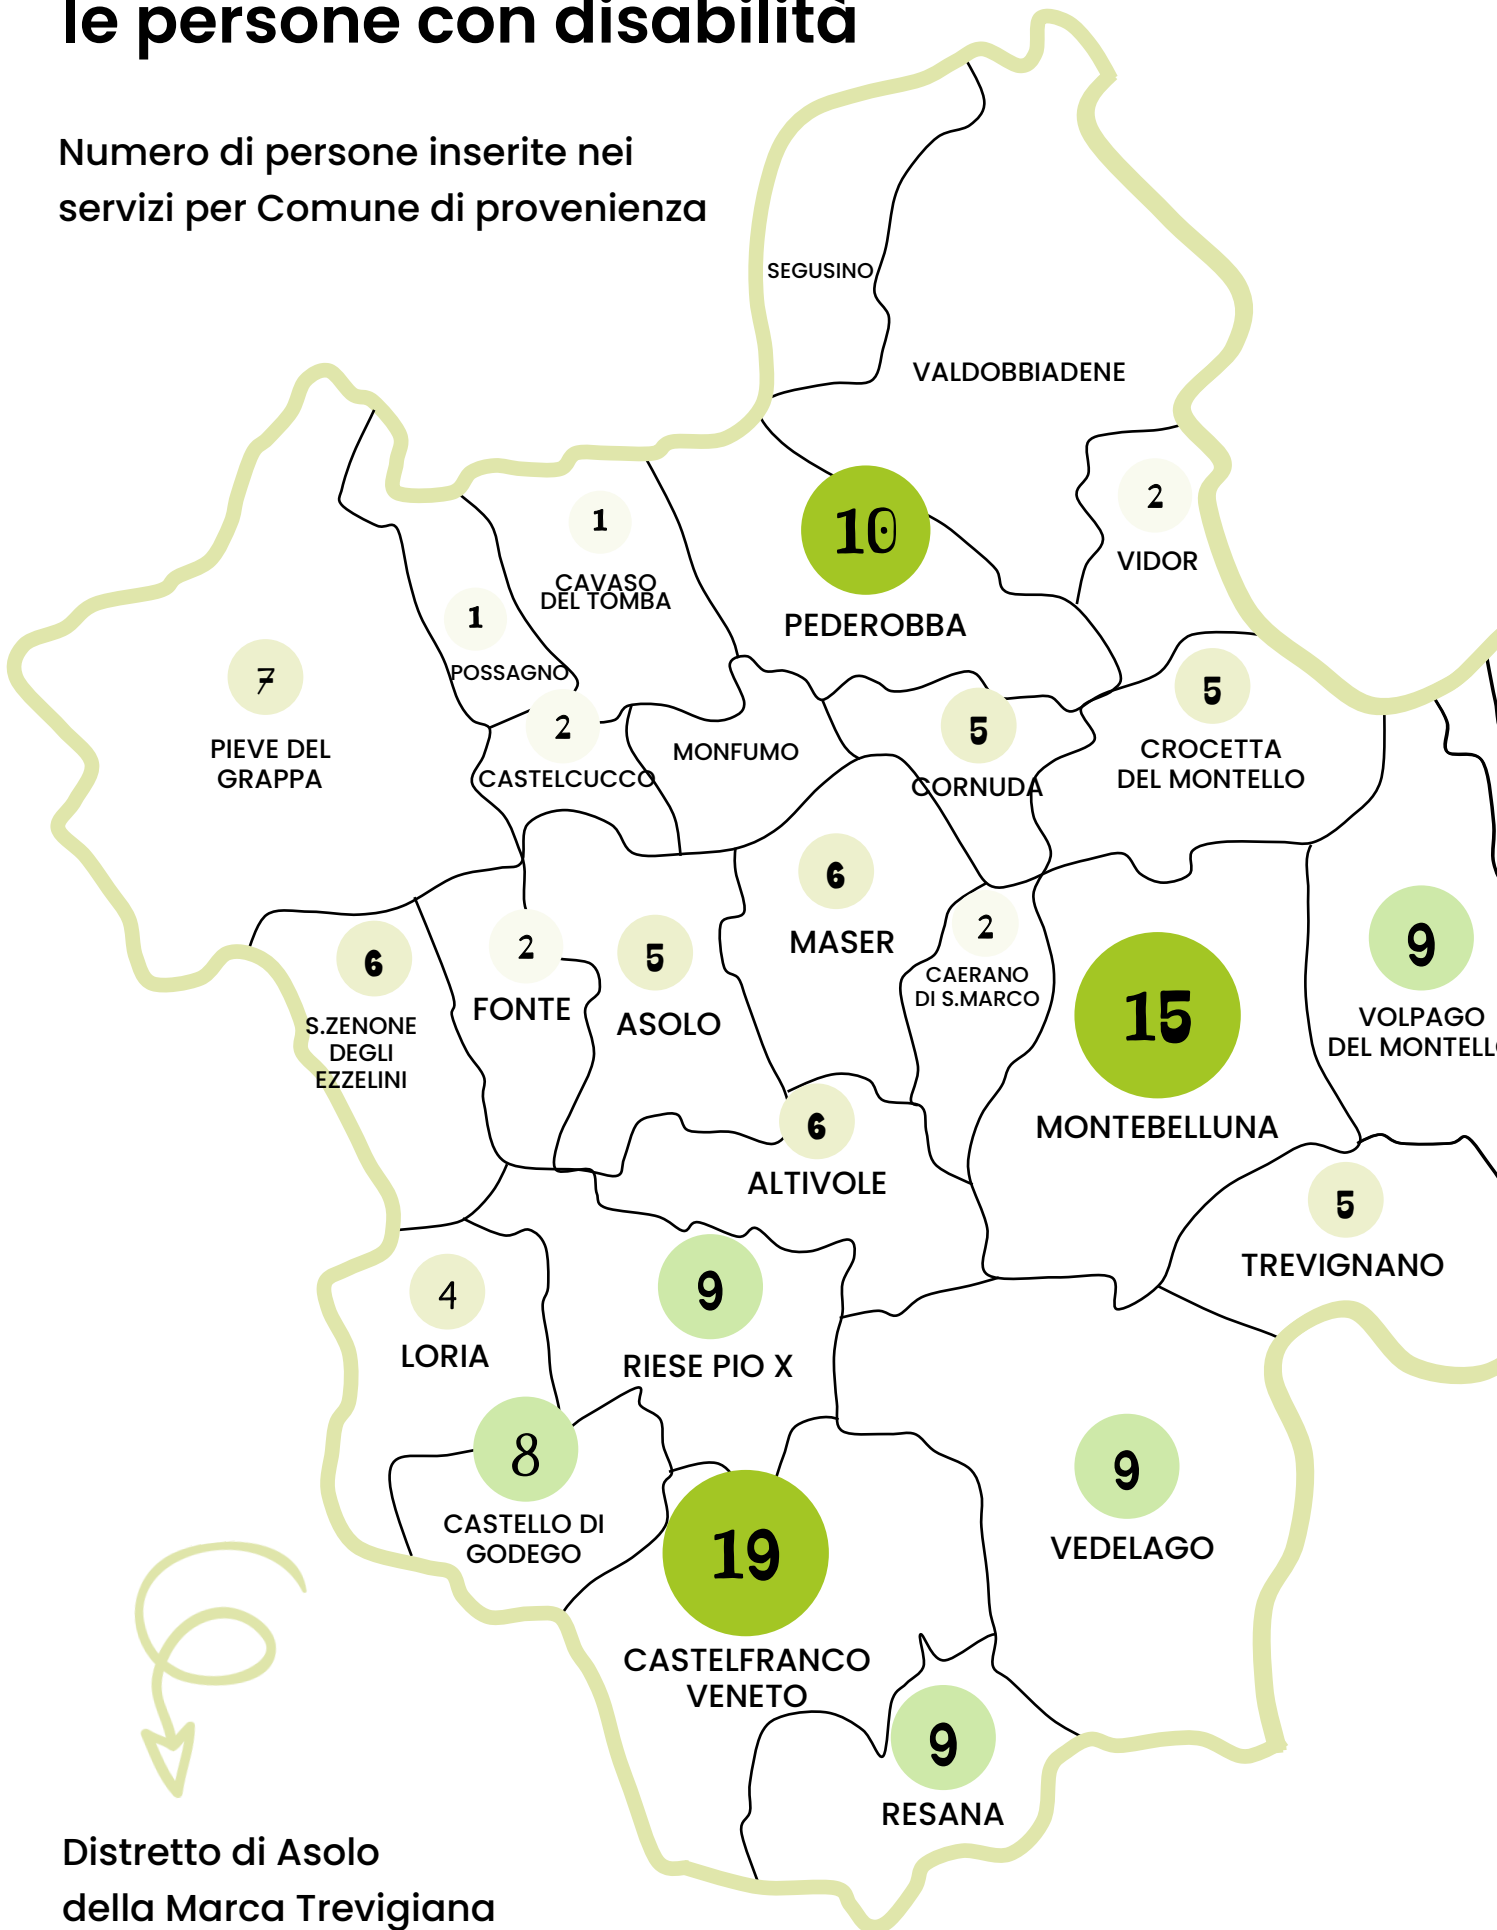 le persone con disabilità
Numero di persone inserite nei
servizi per Comune di provenienza
SEGUSINO
VALDOBBIADENE
2
VIDOR
10
PEDEROBBA
1
CAVASO
DEL TOMBA
1
POSSAGNO
7
PIEVE DEL
GRAPPA
2
CASTELCUCCO
MONFUMO
5
CORNUDA
5
CROCETTA
DEL MONTELLO
6
MASER
2
CAERANO
DI S.MARCO
15
MONTEBELLUNA
9
VOLPAGO
DEL MONTELLO
6
S.ZENONE
DEGLI
EZZELINI
2
FONTE
5
ASOLO
6
ALTIVOLE
5
TREVIGNANO
4
LORIA
9
RIESE PIO X
8
CASTELLO DI
GODEGO
19
CASTELFRANCO
VENETO
9
VEDELAGO
9
RESANA
Distretto di Asolo
della Marca Trevigiana